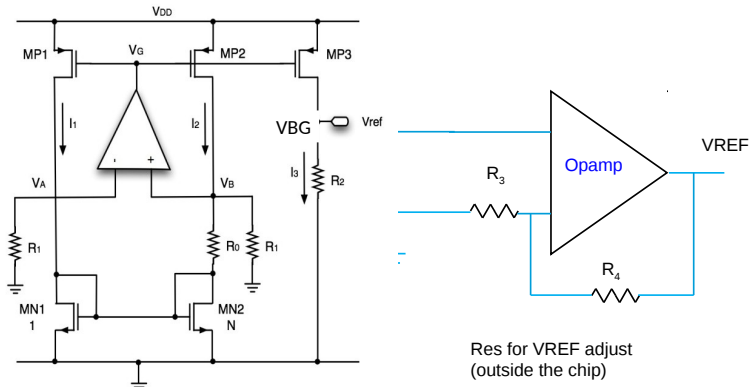 VDD
MP1
VG
MP2
MP3
I1
I2
VBG
Vref
- +
I3
R2
VA
VB
R1
R0
R1
MN1
1
MN2
N
Opamp
VREF
R3
R4
Res for VREF adjust
(outside the chip)